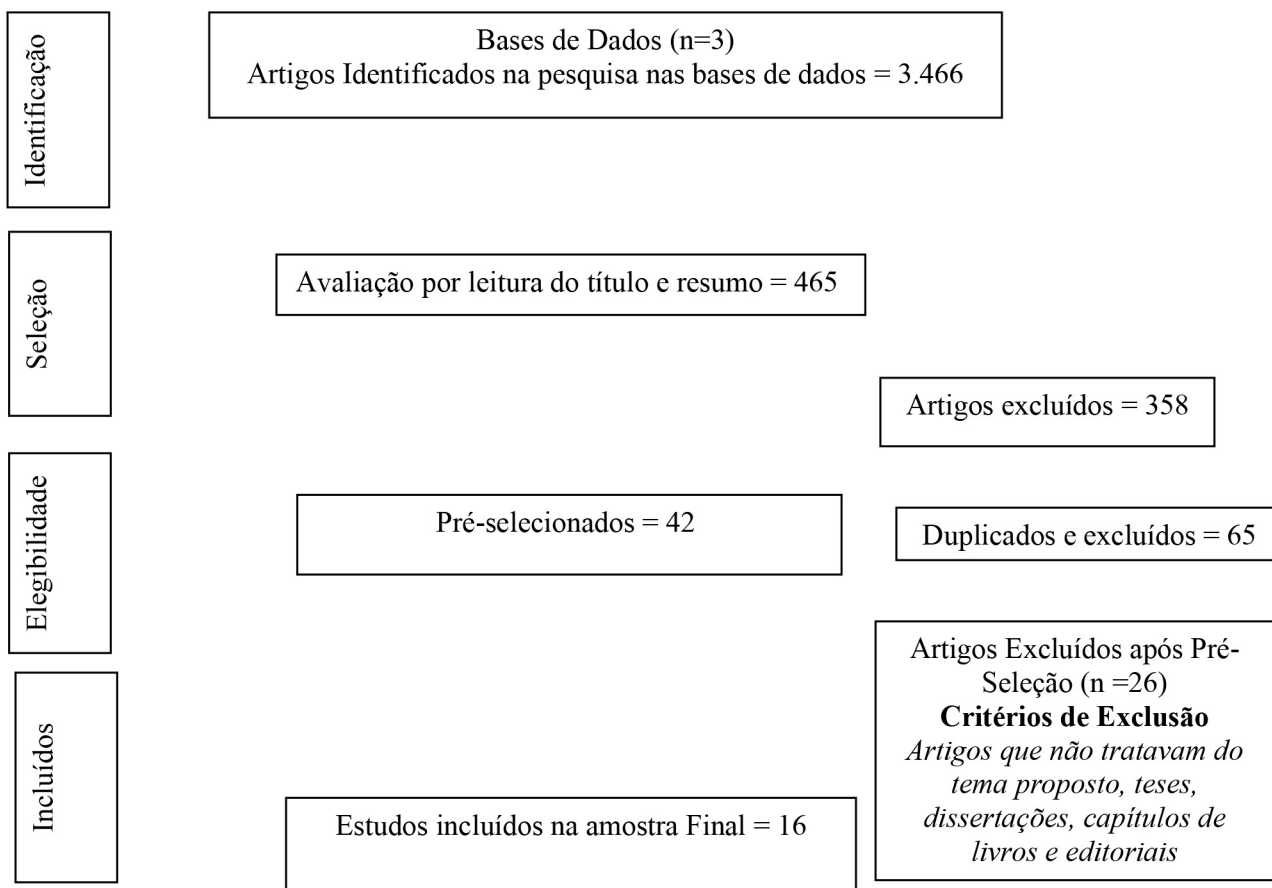 Identificação
Bases de Dados (n=3)
Artigos Identificados na pesquisa nas bases de dados = 3.466
Seleção
Avaliação por leitura do título e resumo = 465
Artigos excluídos = 358
Elegibilidade
Pré-selecionados = 42
Duplicados e excluídos = 65
Incluídos
Artigos Excluídos após Pré-
Seleção (n =26)
Critérios de Exclusão
Artigos que não tratavam do
tema proposto, teses,
dissertações, capítulos de
livros e editoriais
Estudos incluídos na amostra Final = 16